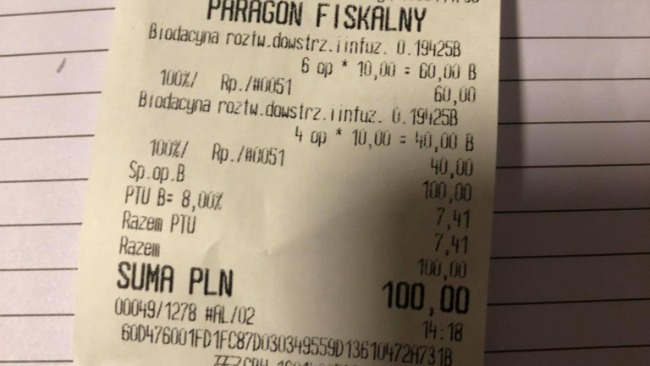 PARAGON FISKALNY
Biodacyna roztw.dowstrz.iinfuz. 0.19425B
6 op * 10,00 = 60,00 B
100%/ Rp./#0051 60,00
Biodacyna roztw.dowstrz.iinfuz. 0.19425B
4 op * 10,00 = 40,00 B
100%/ Rp./#0051 40,00
Sp.op.B 100,00
PTU B= 8,00% 7,41
Razem PTU 7,41
Razem 100,00
SUMA PLN 100,00
00049/1278 #AL/02 14:18
60D476001FD1FC87D030349559D13610472A731B